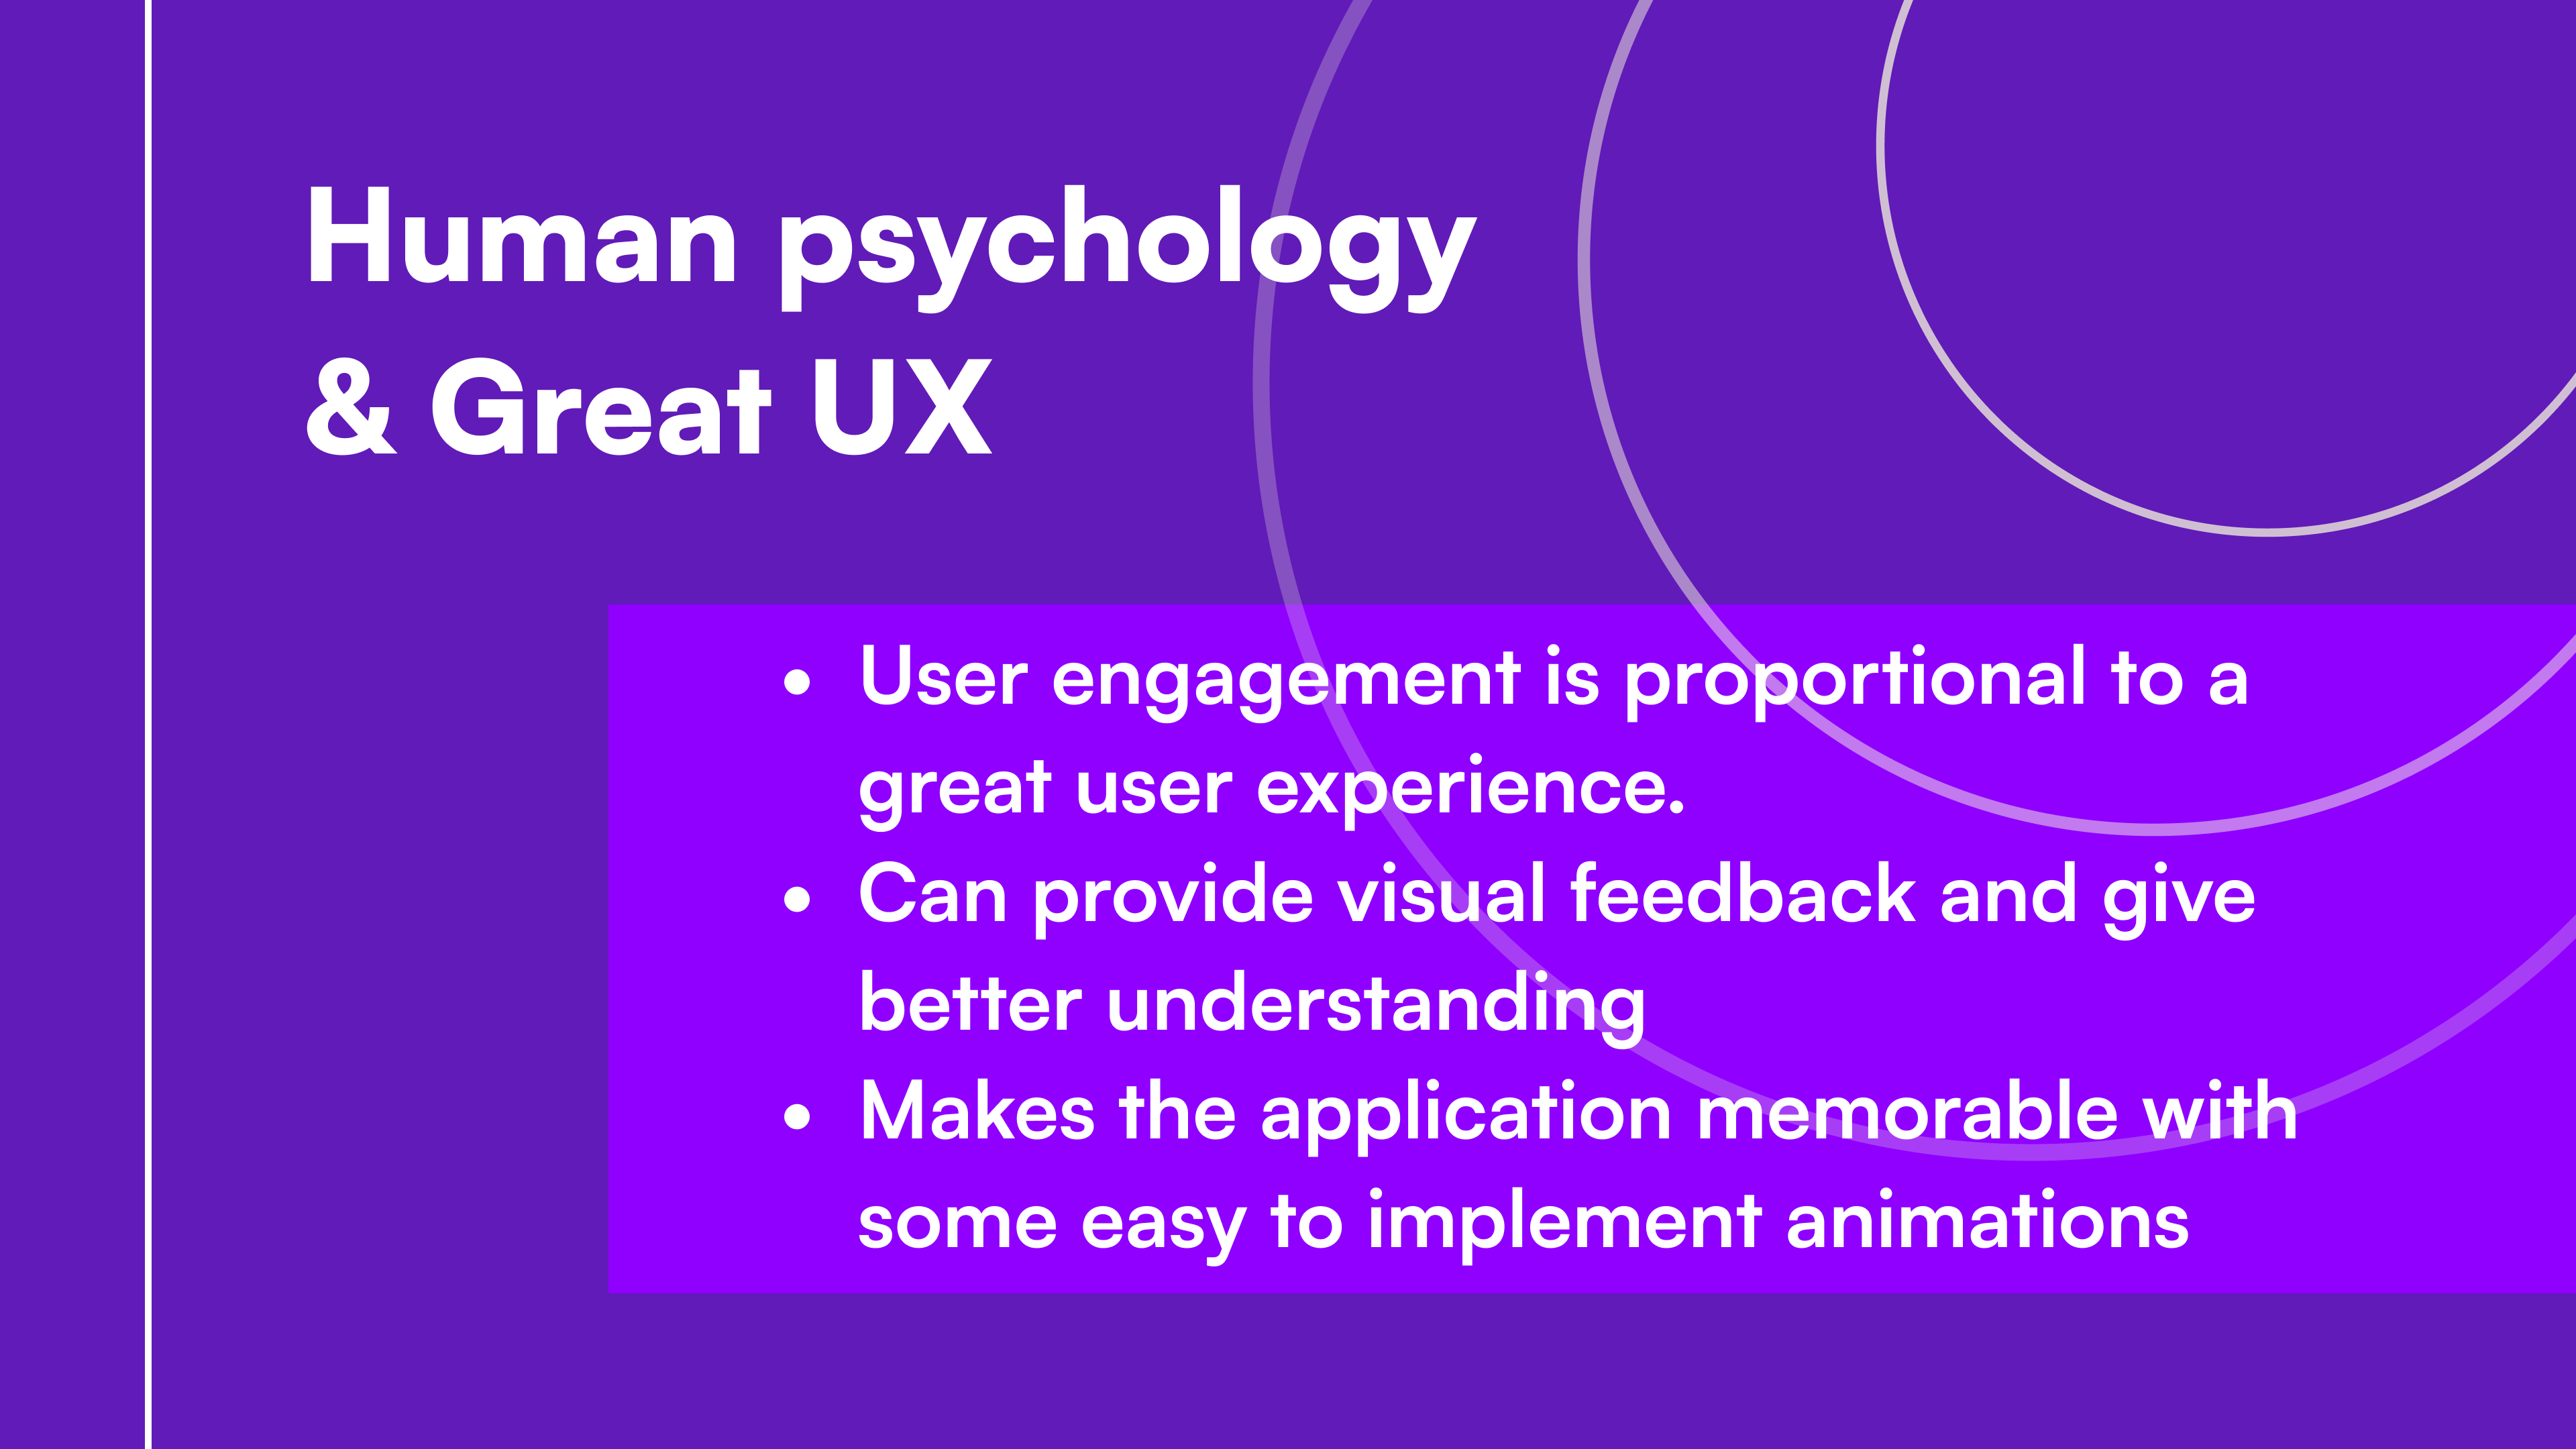 Human psychology
& Great UX
• User engagement is proportional to a
great user experience.
• Can provide visual feedback and give
better understanding
• Makes the application memorable with
some easy to implement animations